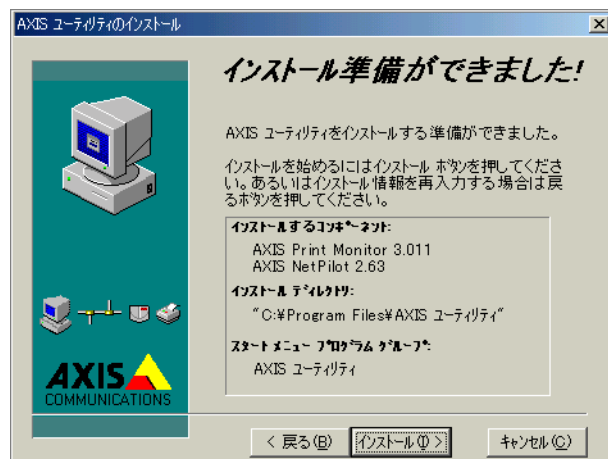 AXIS ユーティリティのインストール
インストール準備ができました!
AXIS ユーティリティをインストールする準備ができました。
インストールを始めるにはインストール ボタンを押してくださ
い。あるいはインストール情報を再入力する場合は戻
るボタンを押してください。
インストールするコンポーネント:
AXIS Print Monitor 3.011
AXIS NetPilot 2.63
インストール ディレクトリ:
"C:¥Program Files¥AXIS ユーティリティ"
スタート メニュー プログラム グループ:
AXIS ユーティリティ
AXIS
COMMUNICATIONS
< 戻る(B)
インストール(I) >
キャンセル(C)